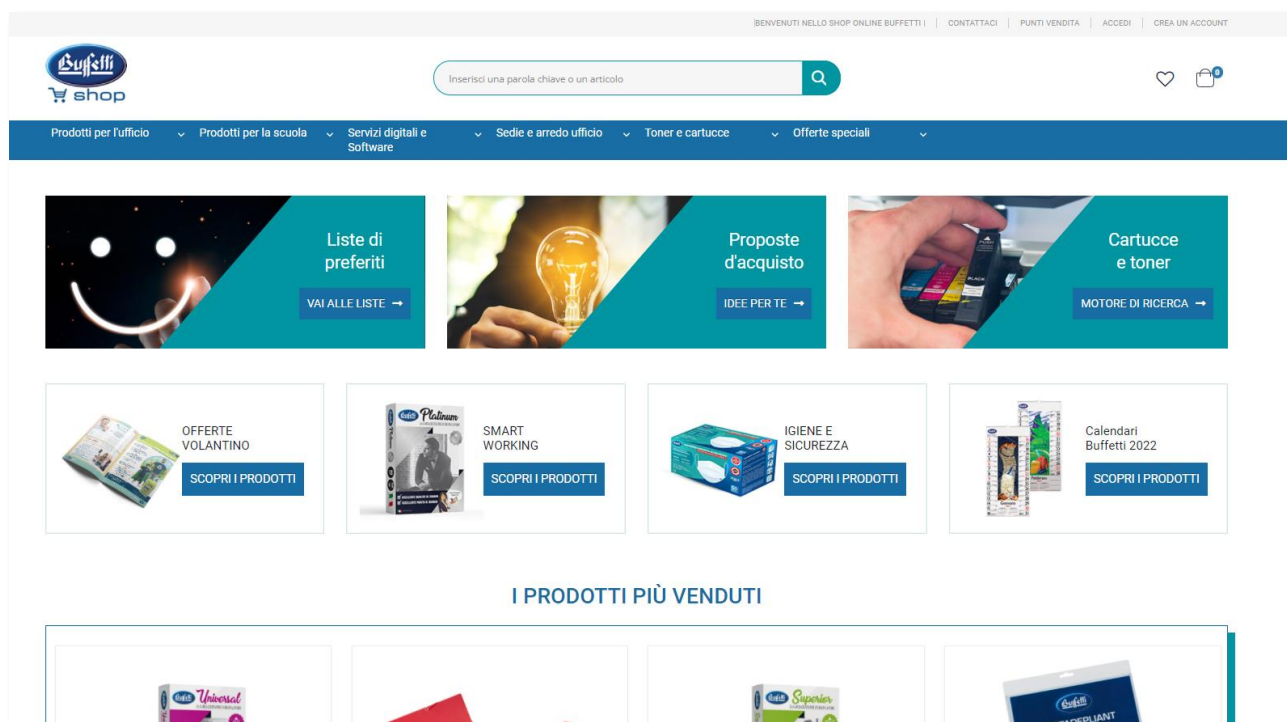 |BENVENUTI NELLO SHOP ONLINE BUFFETTI | | CONTATTACI | PUNTI VENDITA | ACCEDI | CREA UN ACCOUNT
Buffetti
shop
Inserisci una parola chiave o un articolo
0
Prodotti per l'ufficio
Prodotti per la scuola
Servizi digitali e
Software
Sedie e arredo ufficio
Toner e cartucce
Offerte speciali
Liste di
preferiti
VAI ALLE LISTE →
Proposte
d'acquisto
IDEE PER TE →
PUSH
BLACK
Cartucce
e toner
MOTORE DI RICERCA →
OFFERTE
VOLANTINO
SCOPRI I PRODOTTI
Buffetti Platinum
SMART
WORKING
SCOPRI I PRODOTTI
IGIENE E
SICUREZZA
SCOPRI I PRODOTTI
Calendari
Buffetti 2022
SCOPRI I PRODOTTI
I PRODOTTI PIÙ VENDUTI
Buffetti Universal
Buffetti Superior
Buffetti
DEPLIANT